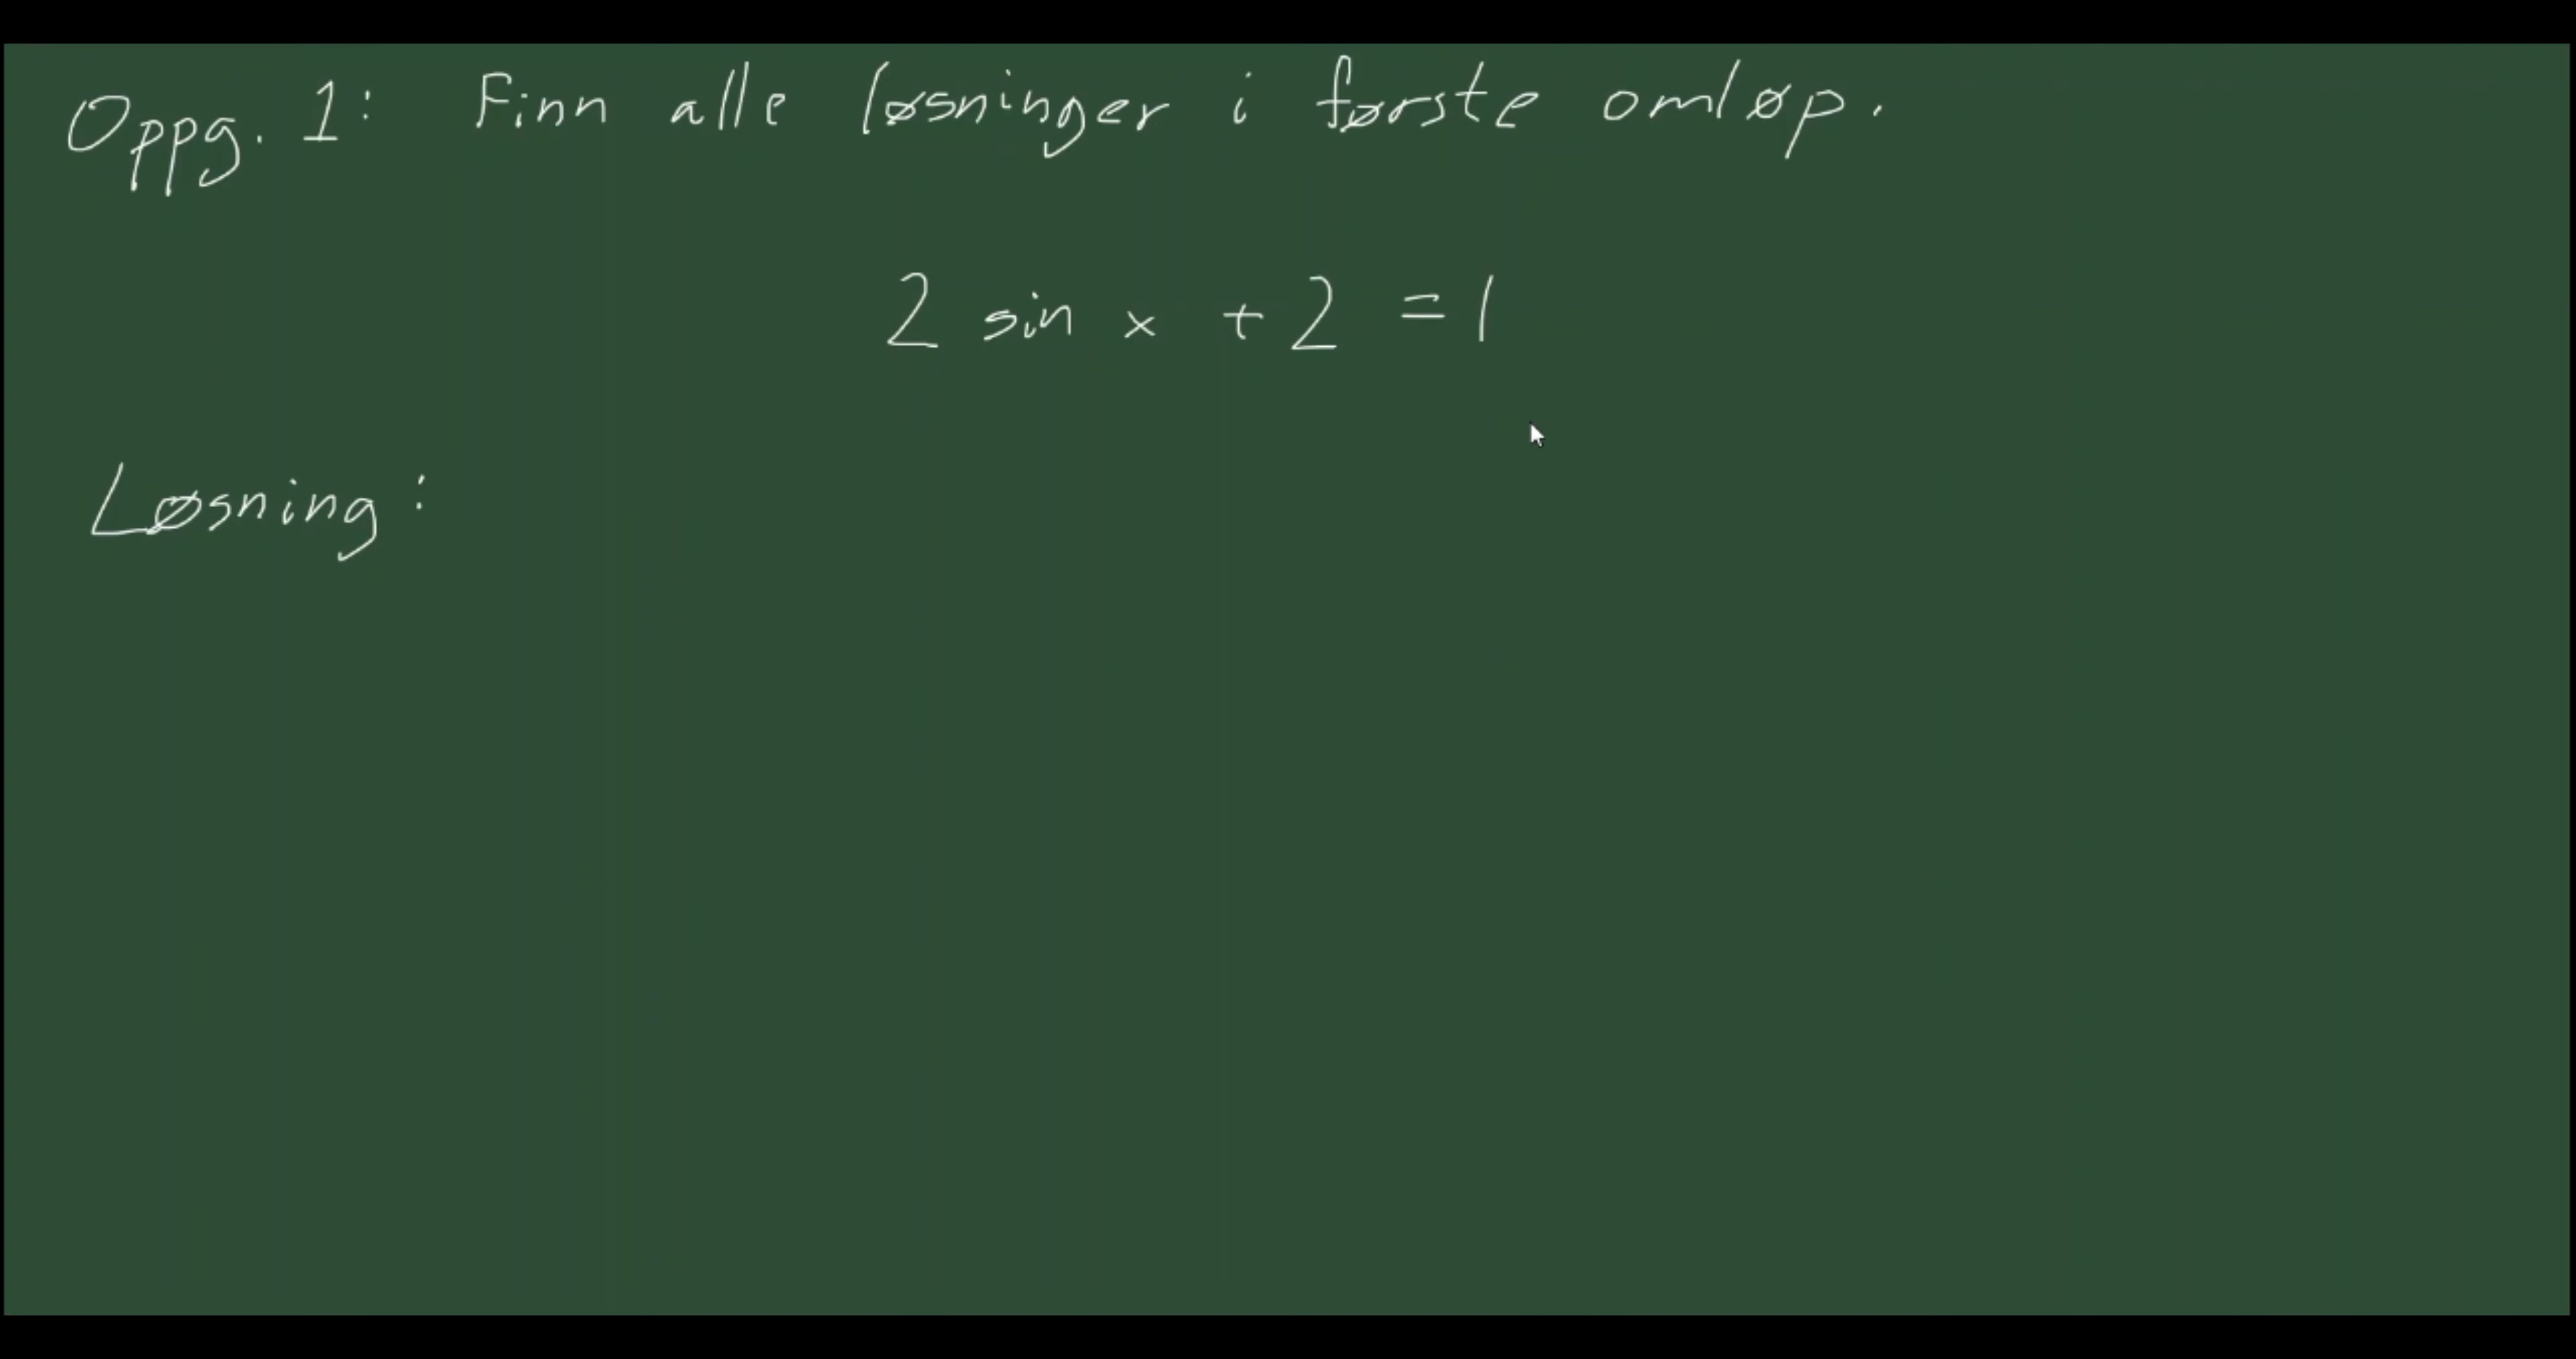 Oppg. 1: Finn alle løsninger i første omløp.
2 sin x + 2 = 1
Løsning: